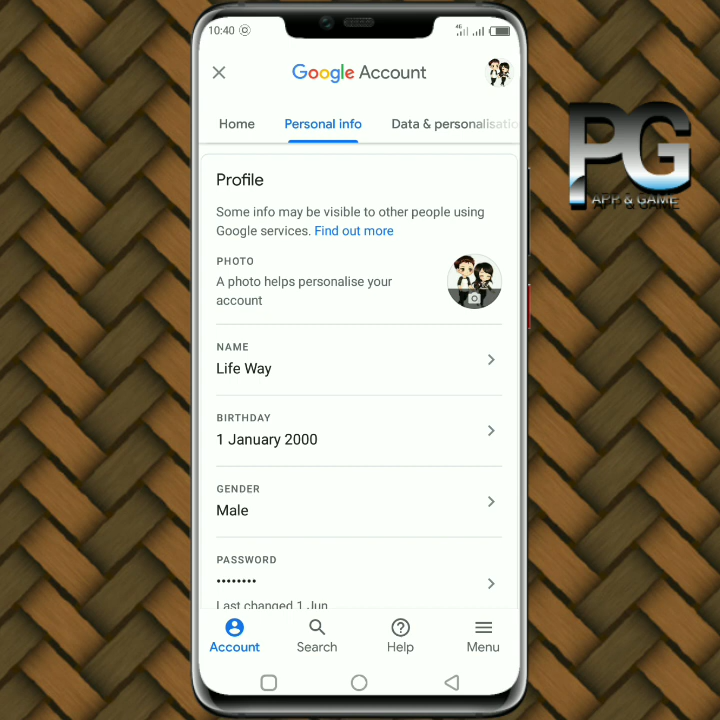 10:40
4G
Google Account
Home Personal info Data & personalisatio
PG
APP & GAME
Profile
Some info may be visible to other people using
Google services. Find out more
PHOTO
A photo helps personalise your
account
NAME
Life Way
BIRTHDAY
1 January 2000
GENDER
Male
PASSWORD
••••••••
Last changed 1 Jun
Account Search Help Menu